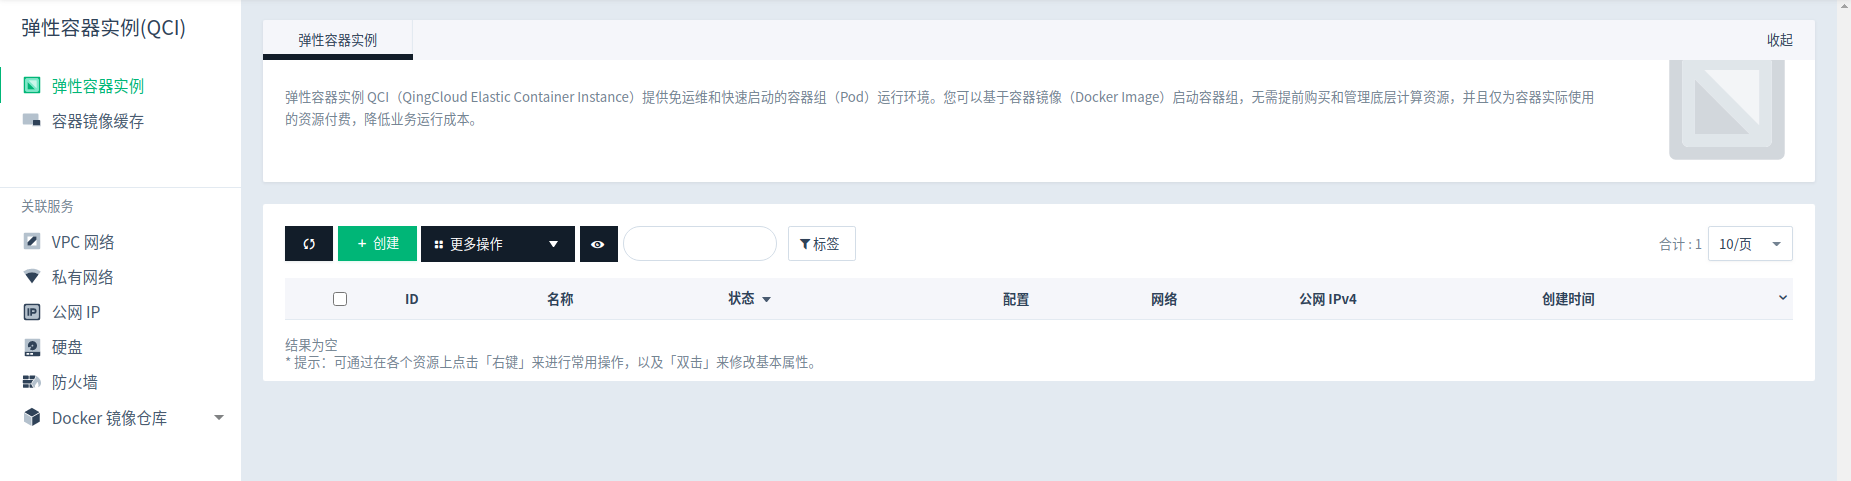 弹性容器实例(QCI)
弹性容器实例
容器镜像缓存
关联服务
VPC 网络
私有网络
公网 IP
硬盘
防火墙
Docker 镜像仓库
弹性容器实例
收起
弹性容器实例 QCI（QingCloud Elastic Container Instance）提供免运维和快速启动的容器组（Pod）运行环境。您可以基于容器镜像（Docker Image）启动容器组，无需提前购买和管理底层计算资源，并且仅为容器实际使用
的资源付费，降低业务运行成本。
+ 创建
更多操作
标签
合计 : 1
10/页
ID 名称 状态 配置 网络 公网 IPv4 创建时间
结果为空
* 提示：可通过在各个资源上点击「右键」来进行常用操作，以及「双击」来修改基本属性。